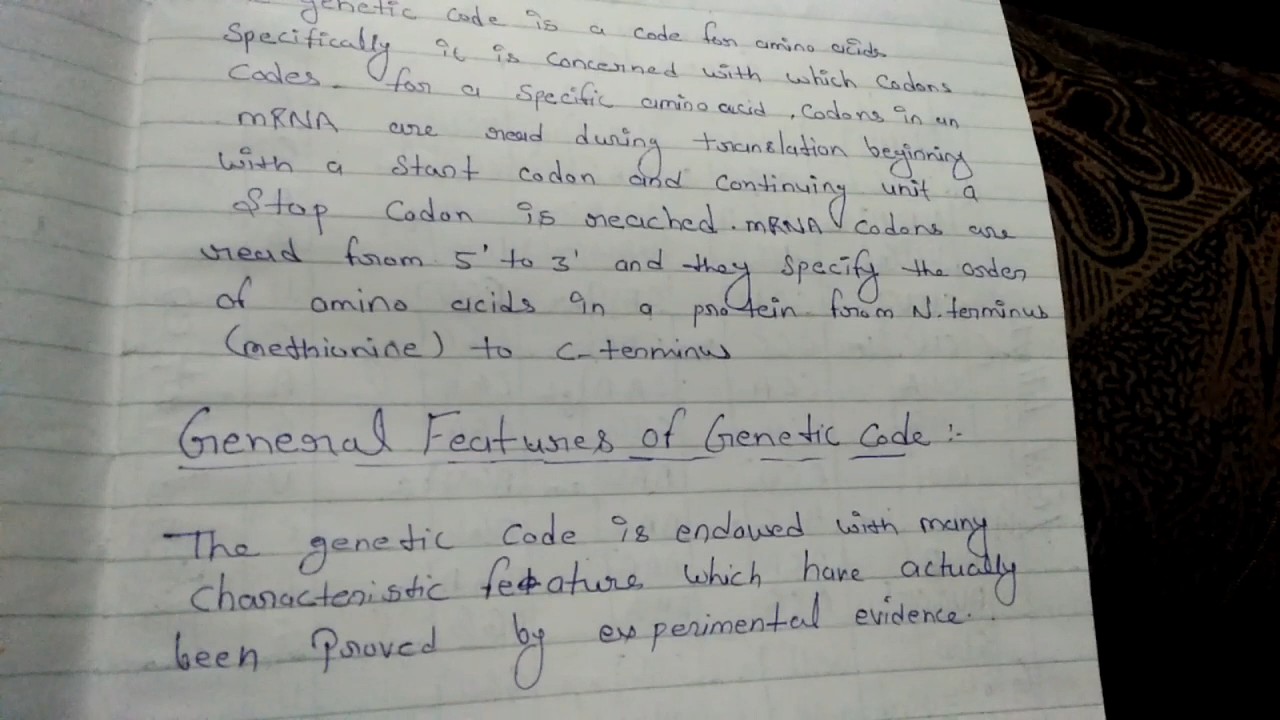 genetic code is a code for amino acids
Specifically it is concerned with which codons
codes. for a specific amino acid. Codons in an
mRNA are read during translation beginning
with a start codon and continuing unit a
Stop Codon is reached. mRNA codons are
read from 5' to 3' and they specify the order
of amino acids in a protein from N. terminus
(methionine) to C-terminus
General Features of Genetic Code :-
The genetic code is endowed with many
characteristic feature which have actually
been Proved by experimental evidence.